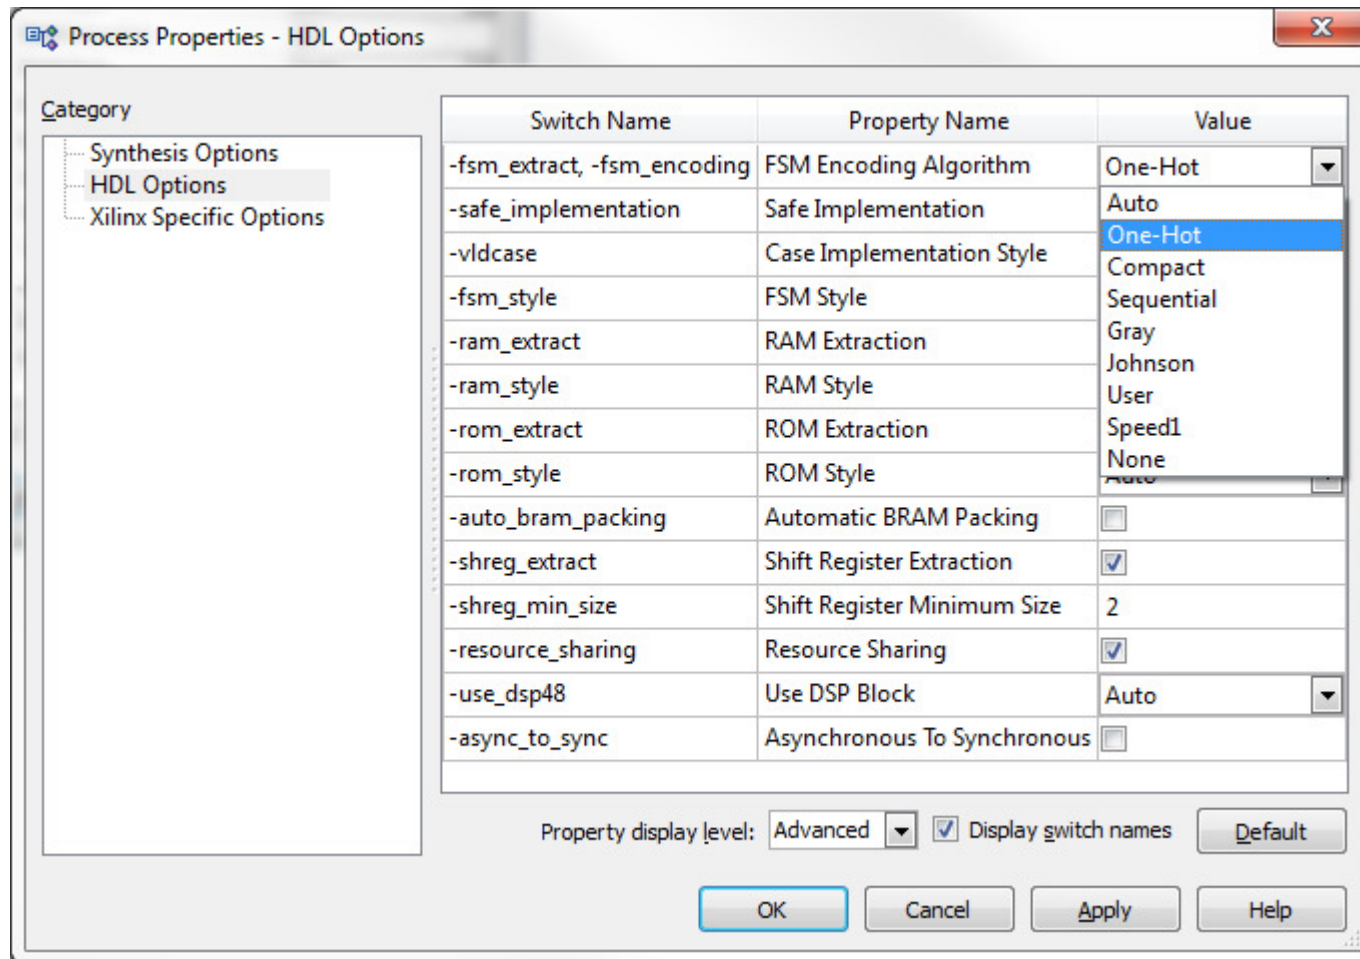 Process Properties - HDL Options
Category
Synthesis Options
HDL Options
Xilinx Specific Options
Switch Name Property Name Value
-fsm_extract, -fsm_encoding FSM Encoding Algorithm One-Hot
-safe_implementation Safe Implementation
-vldcase Case Implementation Style
-fsm_style FSM Style
-ram_extract RAM Extraction
-ram_style RAM Style
-rom_extract ROM Extraction
-rom_style ROM Style Auto
Auto
One-Hot
Compact
Sequential
Gray
Johnson
User
Speed1
None
-auto_bram_packing Automatic BRAM Packing
-shreg_extract Shift Register Extraction
-shreg_min_size Shift Register Minimum Size 2
-resource_sharing Resource Sharing
-use_dsp48 Use DSP Block Auto
-async_to_sync Asynchronous To Synchronous
Property display level: Advanced Display switch names Default
OK Cancel Apply Help